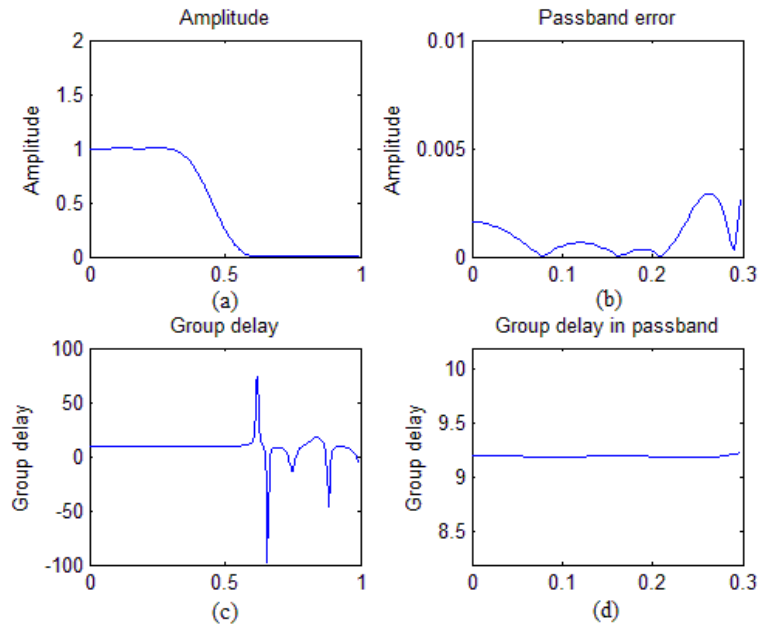 Amplitude
Amplitude
2
1.5
1
0.5
0
0
0.5
1
(a)
Passband error
Amplitude
0.01
0.005
0
0
0.1
0.2
0.3
(b)
Group delay
Group delay
100
50
0
-50
-100
0
0.5
1
(c)
Group delay in passband
Group delay
10
9.5
9
8.5
0
0.1
0.2
0.3
(d)